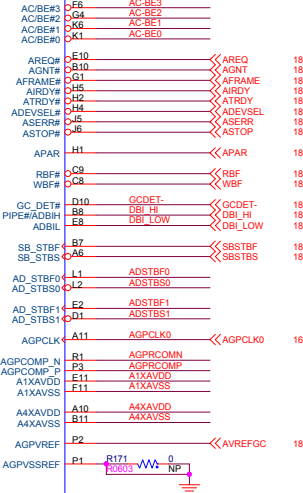 AC/BE#3 F6 AC-BE3
AC/BE#2 G4 AC-BE2
AC/BE#1 K6 AC-BE1
AC/BE#0 K1 AC-BE0
AREQ# E10 AREQ 18
AGNT# B10 AGNT 18
AFRAME# G1 AFRAME 18
AIRDY# H5 AIRDY 18
ATRDY# H2 ATRDY 18
ADEVSEL# H4 ADEVSEL 18
ASERR# J5 ASERR 18
ASTOP# J6 ASTOP 18
APAR H1 APAR 18
RBF# C9 RBF 18
WBF# C8 WBF 18
GC_DET# D10 GCDET- GCDET- 18
PIPE#/ADBIH B8 DBI_HI DBI_HI 18
ADBIL E8 DBI_LOW DBI_LOW 18
SB_STBF B7 SBSTBF 18
SB_STBS A6 SBSTBS 18
AD_STBF0 L1 ADSTBF0
AD_STBS0 L2 ADSTBS0
AD_STBF1 E2 ADSTBF1
AD_STBS1 D1 ADSTBS1
AGPCLK A11 AGPCLK0 AGPCLK0 16
AGPCOMP_N R1 AGPRCOMN
AGPCOMP_P P3 AGPRCOMP
A1XAVDD E11 A1XAVDD
A1XAVSS F11 A1XAVSS
A4XAVDD A10 A4XAVDD
A4XAVSS B11 A4XAVSS
AGPVREF P2 AVREFGC 18
AGPVSSREF P1 R171 0
R0603 NP